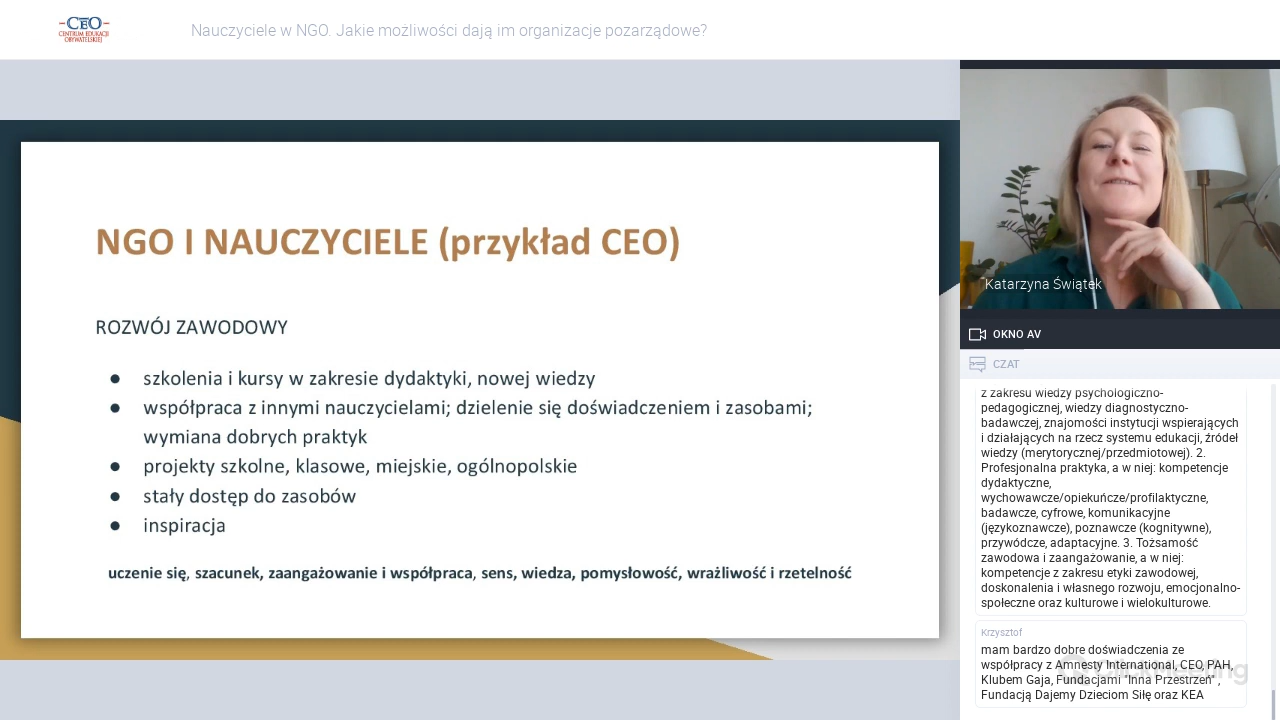 CEO
CENTRUM EDUKACJI
OBYWATELSKIEJ
Nauczyciele w NGO. Jakie możliwości dają im organizacje pozarządowe?
NGO I NAUCZYCIELE (przykład CEO)
ROZWÓJ ZAWODOWY
● szkolenia i kursy w zakresie dydaktyki, nowej wiedzy
● współpraca z innymi nauczycielami; dzielenie się doświadczeniem i zasobami;
wymiana dobrych praktyk
● projekty szkolne, klasowe, miejskie, ogólnopolskie
● stały dostęp do zasobów
● inspiracja
uczenie się, szacunek, zaangażowanie i współpraca, sens, wiedza, pomysłowość, wrażliwość i rzetelność
Katarzyna Świątek
OKNO AV
CZAT
z zakresu wiedzy psychologiczno-
pedagogicznej, wiedzy diagnostyczno-
badawczej, znajomości instytucji wspierających
i działających na rzecz systemu edukacji, źródeł
wiedzy (merytorycznej/przedmiotowej). 2.
Profesjonalna praktyka, a w niej: kompetencje
dydaktyczne,
wychowawcze/opiekuńcze/profilaktyczne,
badawcze, cyfrowe, komunikacyjne
(językoznawcze), poznawcze (kognitywne),
przywódcze, adaptacyjne. 3. Tożsamość
zawodowa i zaangażowanie, a w niej:
kompetencje z zakresu etyki zawodowej,
doskonalenia i własnego rozwoju, emocjonalno-
społeczne oraz kulturowe i wielokulturowe.
Krzysztof
mam bardzo dobre doświadczenia ze
współpracy z Amnesty International, CEO, PAH,
Klubem Gaja, Fundacjami "Inna Przestrzeń" ,
Fundacją Dajemy Dzieciom Siłę oraz KEA
ClickMeeting